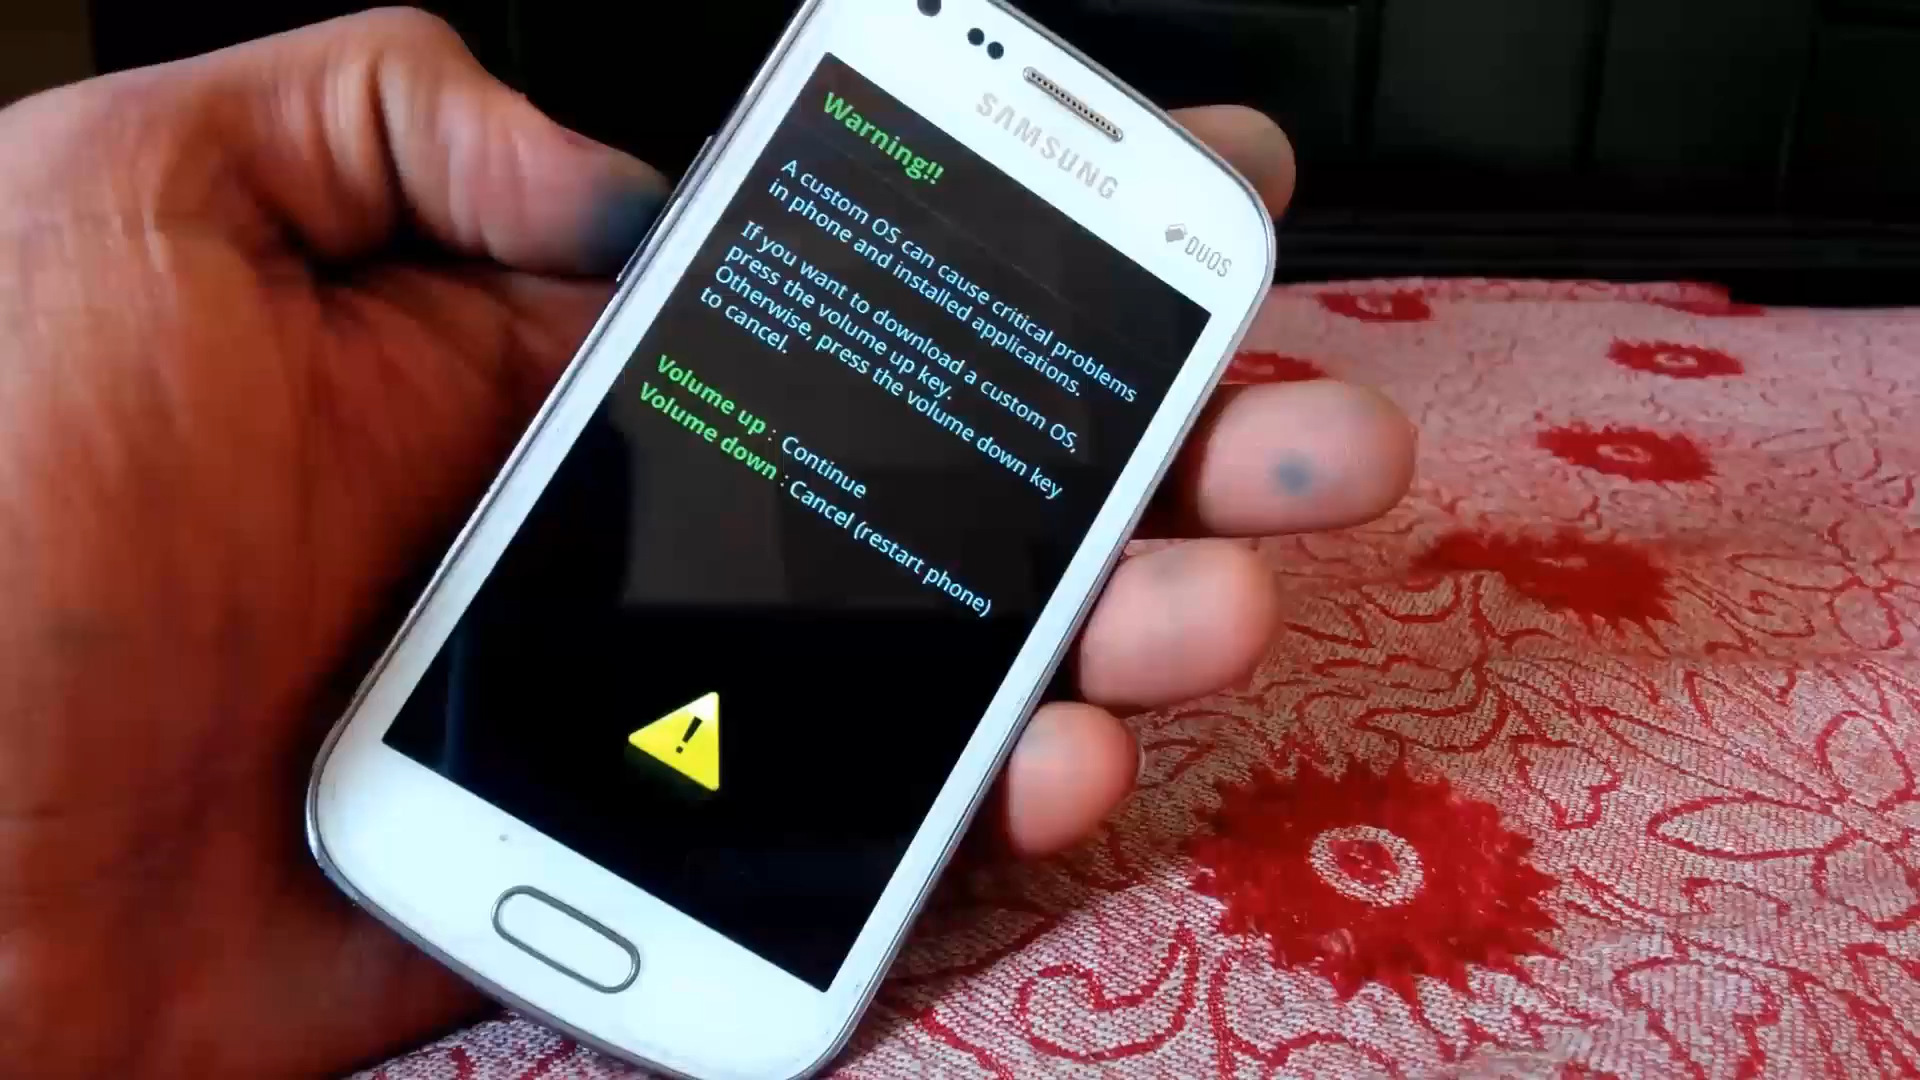 SAMSUNG
DUOS
Warning!!
A custom OS can cause critical problems
in phone and installed applications.
If you want to download a custom OS,
press the volume up key.
Otherwise, press the volume down key
to cancel.
Volume up : Continue
Volume down : Cancel (restart phone)
!